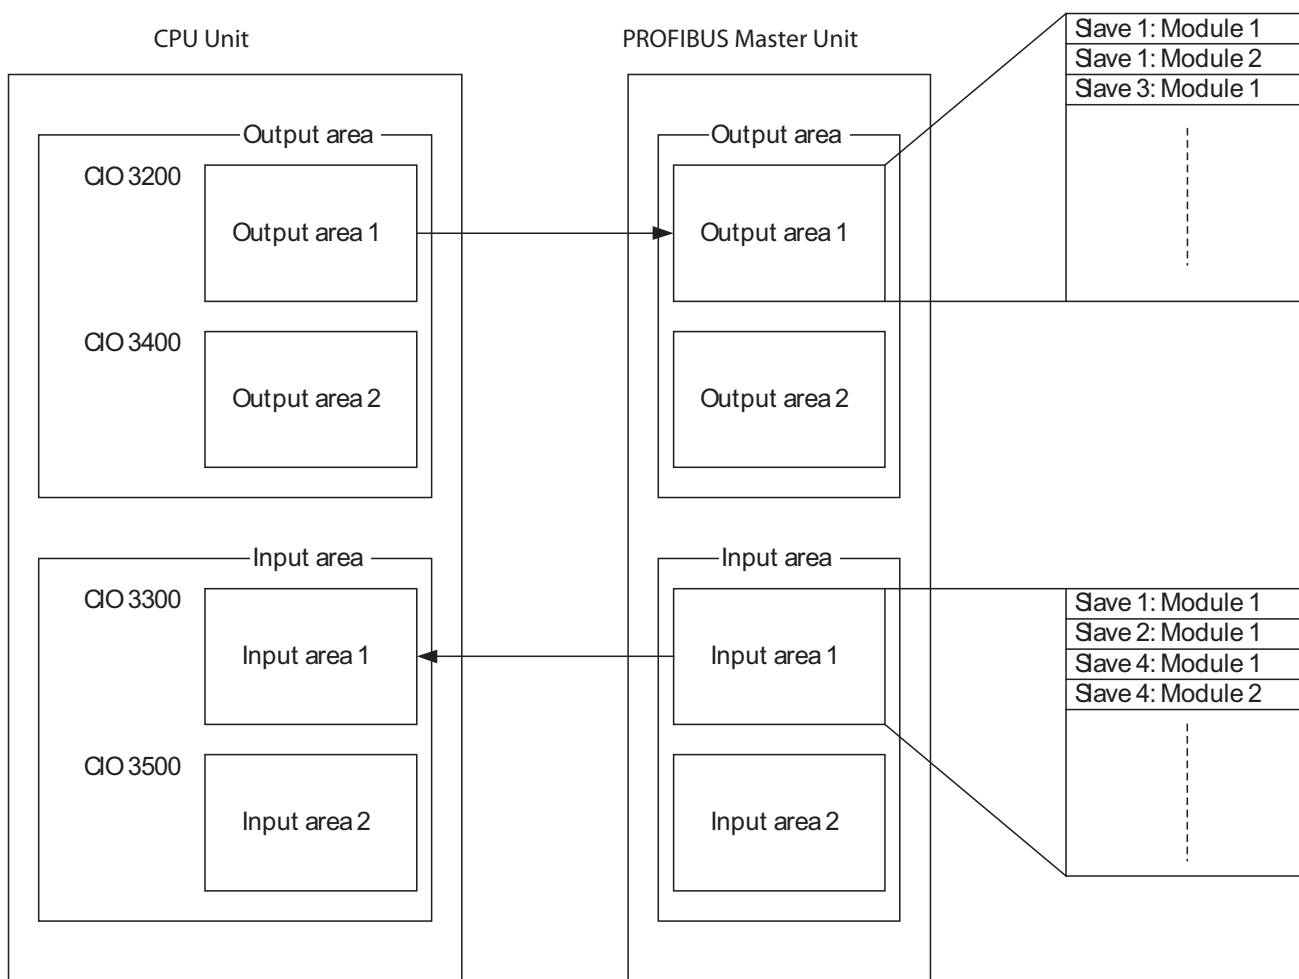 CPU Unit
PROFIBUS Master Unit
Slave 1: Module 1
Slave 1: Module 2
Slave 3: Module 1
Output area
Output area
CIO 3200
Output area 1
Output area 1
CIO 3400
Output area 2
Output area 2
Input area
Input area
CIO 3300
Input area 1
Input area 1
Slave 1: Module 1
Slave 2: Module 1
Slave 4: Module 1
Slave 4: Module 2
CIO 3500
Input area 2
Input area 2